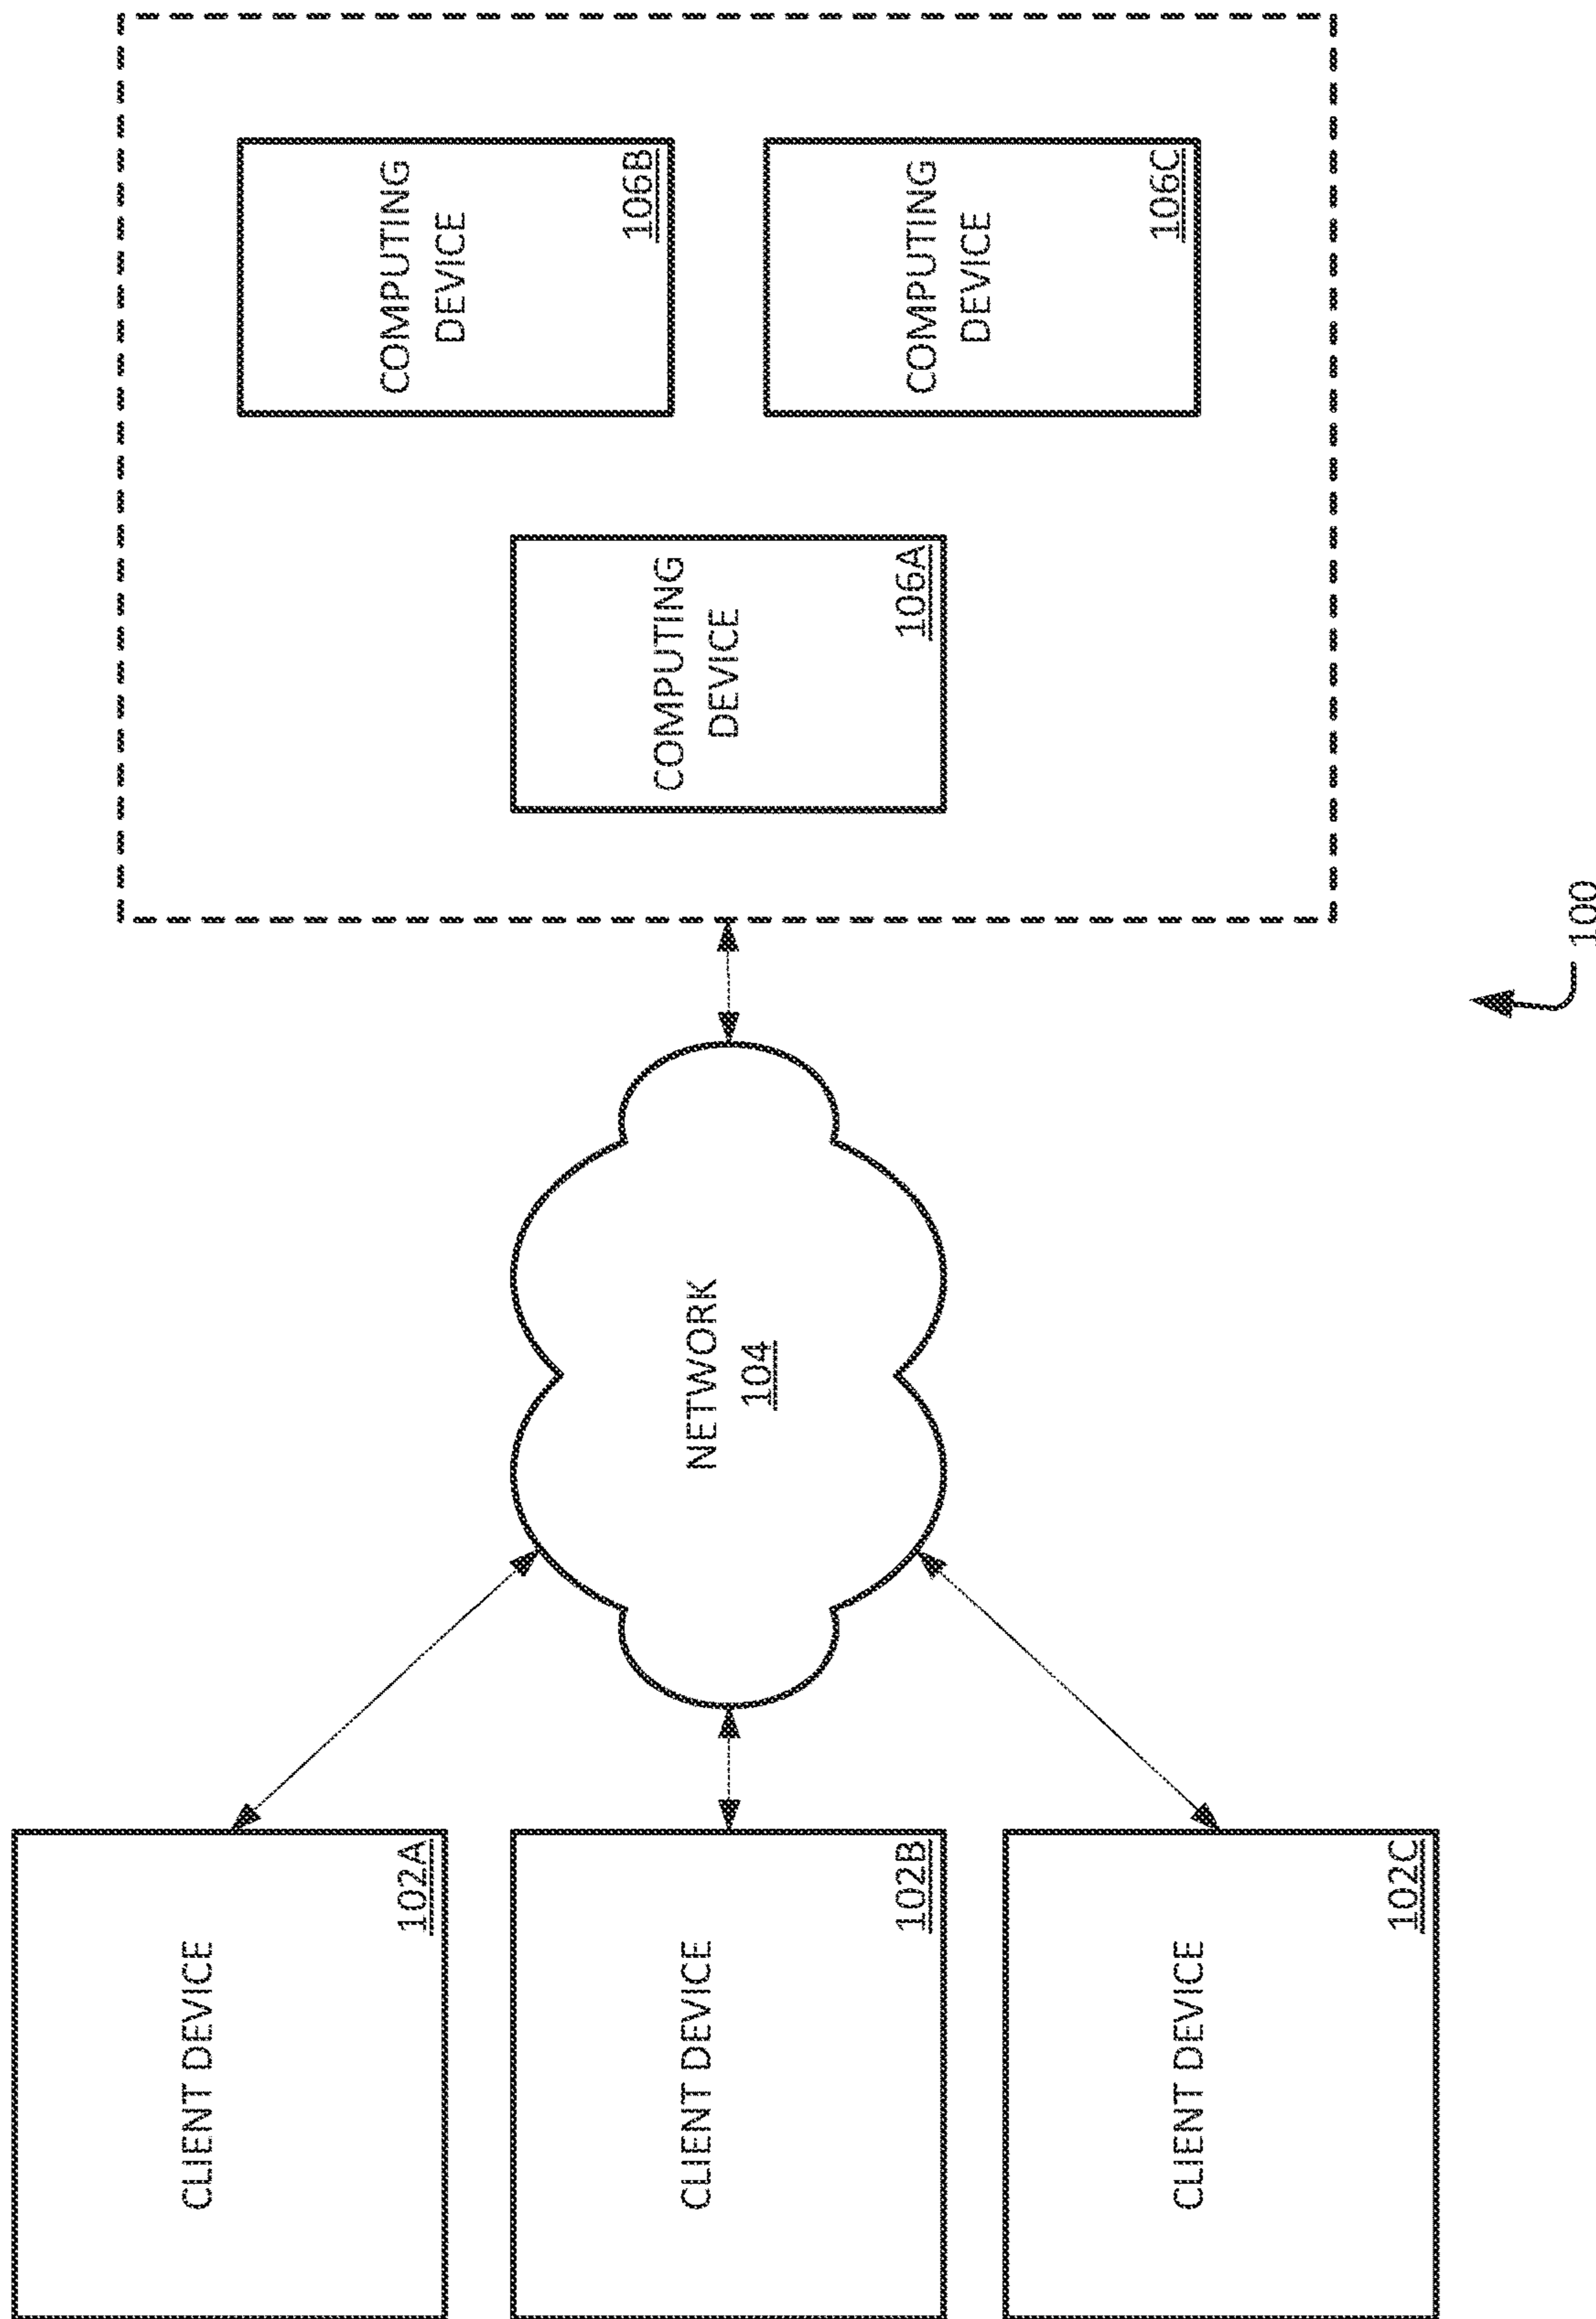 CLIENT DEVICE
102A
CLIENT DEVICE
102B
CLIENT DEVICE
102C
NETWORK
104
COMPUTING
DEVICE
106A
COMPUTING
DEVICE
106B
COMPUTING
DEVICE
106C
100